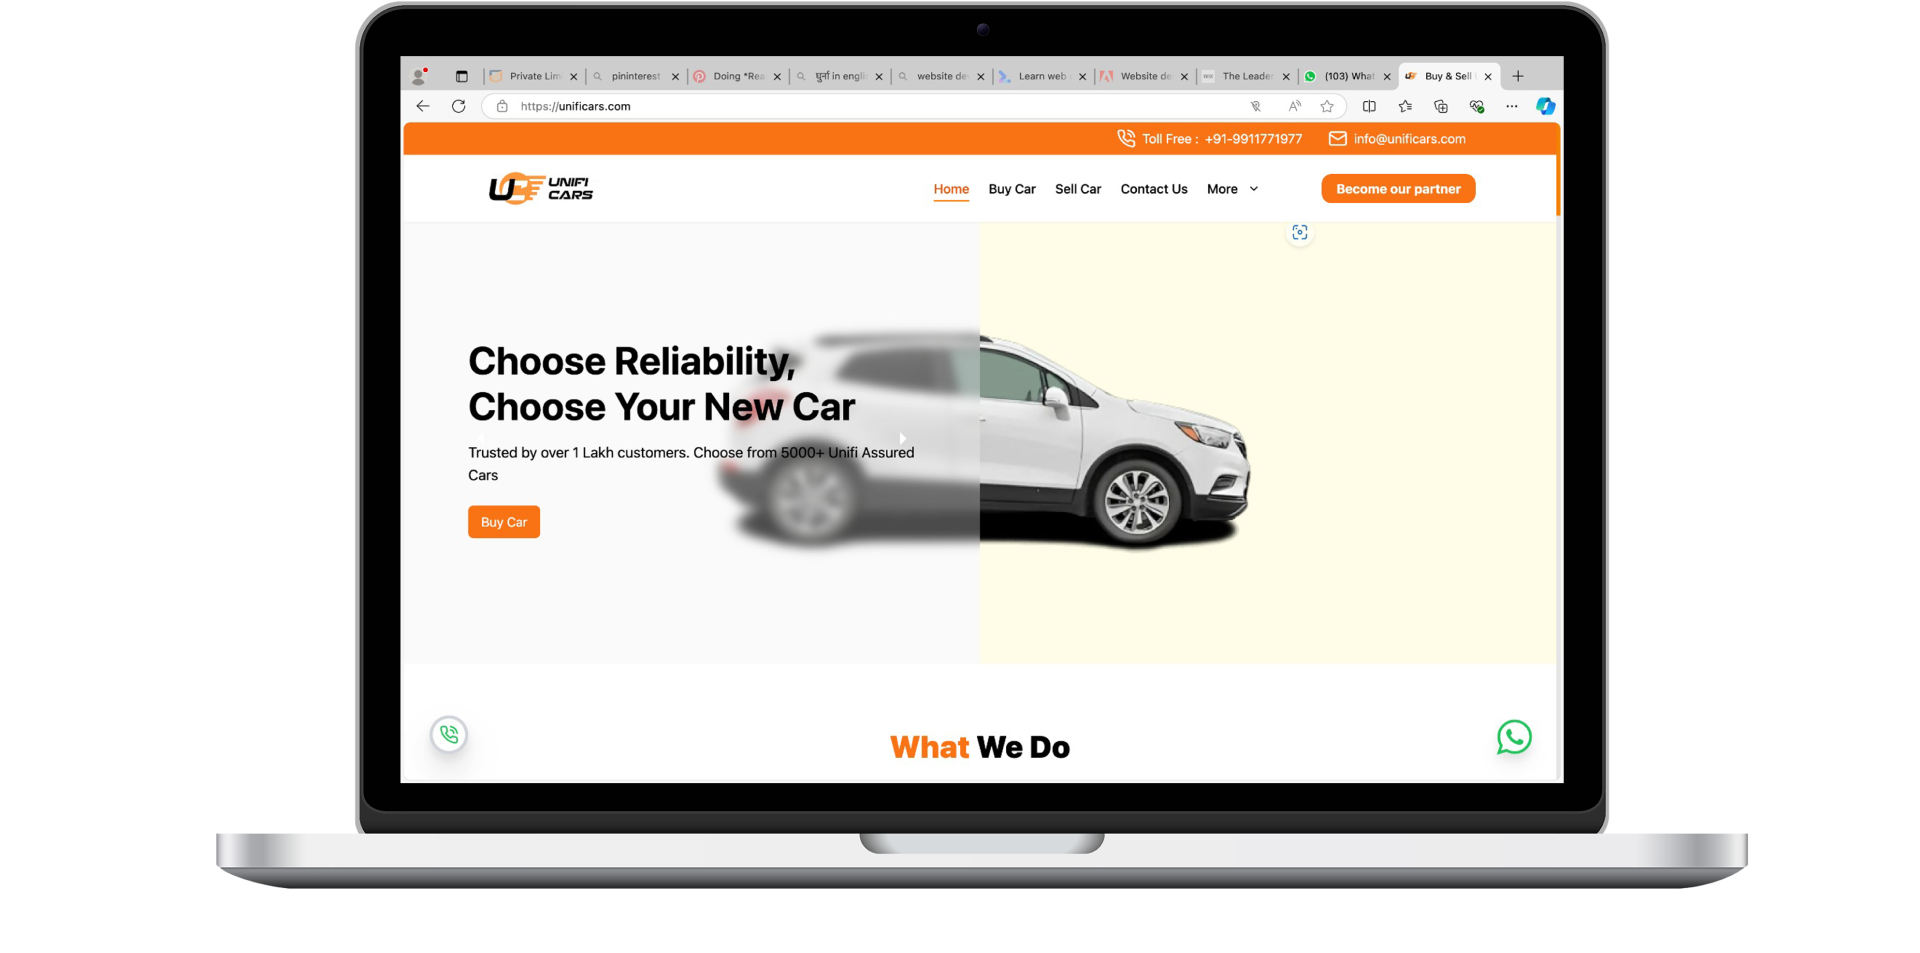 Private Lim
pininterest
Doing *Rea
घुर्ना in engli
website dev
Learn web
Website de
The Leader
(103) What
Buy & Sell
https://unificars.com
Toll Free : +91-9911771977
info@unificars.com
UNIFI
CARS
Home
Buy Car
Sell Car
Contact Us
More
Become our partner
Choose Reliability,
Choose Your New Car
Trusted by over 1 Lakh customers. Choose from 5000+ Unifi Assured
Cars
Buy Car
What We Do